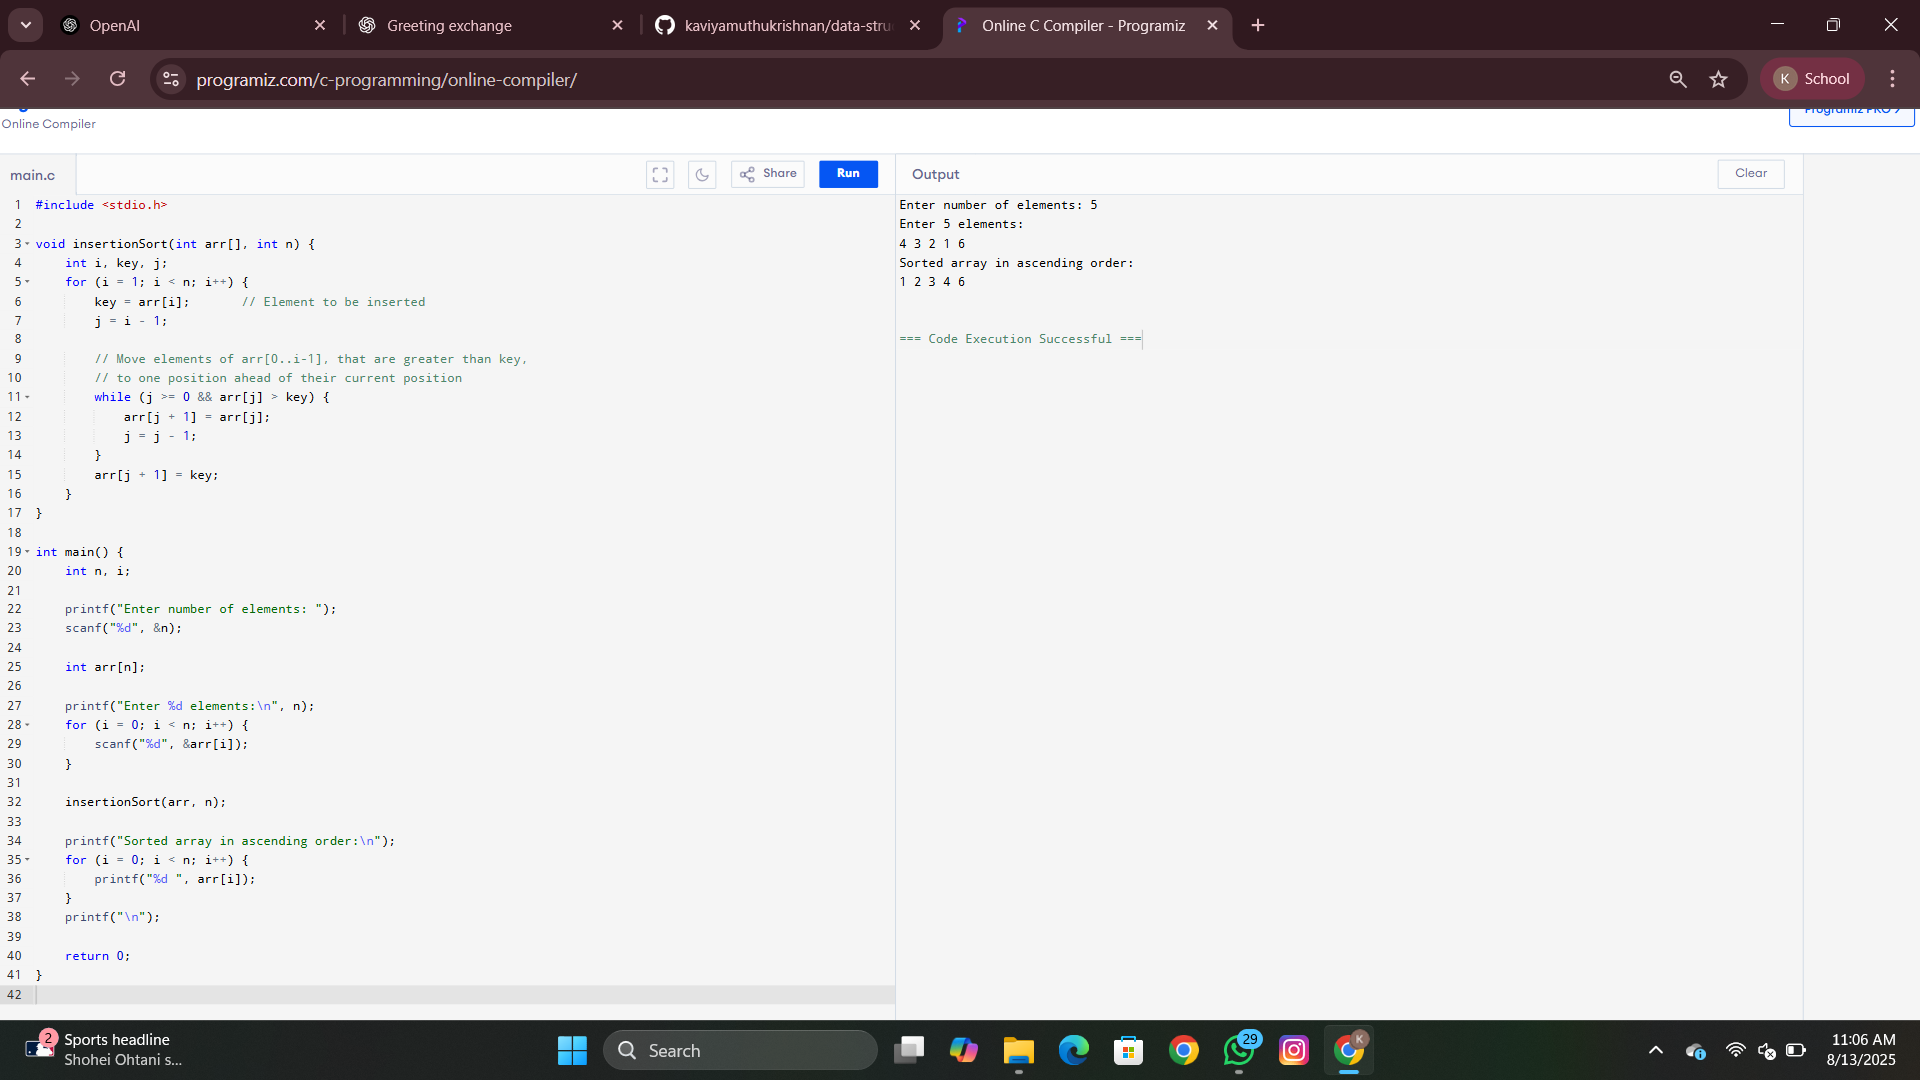 OpenAI
Greeting exchange
kaviyamuthukrishnan/data-stru
Online C Compiler - Programiz
programiz.com/c-programming/online-compiler/
K School
Online Compiler
Programiz PRO
main.c
Share
Run
Output
Clear
1 #include <stdio.h>
2
3 void insertionSort(int arr[], int n) {
4     int i, key, j;
5     for (i = 1; i < n; i++) {
6         key = arr[i];       // Element to be inserted
7         j = i - 1;
8
9         // Move elements of arr[0..i-1], that are greater than key,
10         // to one position ahead of their current position
11         while (j >= 0 && arr[j] > key) {
12             arr[j + 1] = arr[j];
13             j = j - 1;
14         }
15         arr[j + 1] = key;
16     }
17 }
18
19 int main() {
20     int n, i;
21
22     printf("Enter number of elements: ");
23     scanf("%d", &n);
24
25     int arr[n];
26
27     printf("Enter %d elements:\n", n);
28     for (i = 0; i < n; i++) {
29         scanf("%d", &arr[i]);
30     }
31
32     insertionSort(arr, n);
33
34     printf("Sorted array in ascending order:\n");
35     for (i = 0; i < n; i++) {
36         printf("%d ", arr[i]);
37     }
38     printf("\n");
39
40     return 0;
41 }
42
Enter number of elements: 5
Enter 5 elements:
4 3 2 1 6
Sorted array in ascending order:
1 2 3 4 6
=== Code Execution Successful ===
2
Sports headline
Shohei Ohtani s...
Search
29
K
11:06 AM
8/13/2025